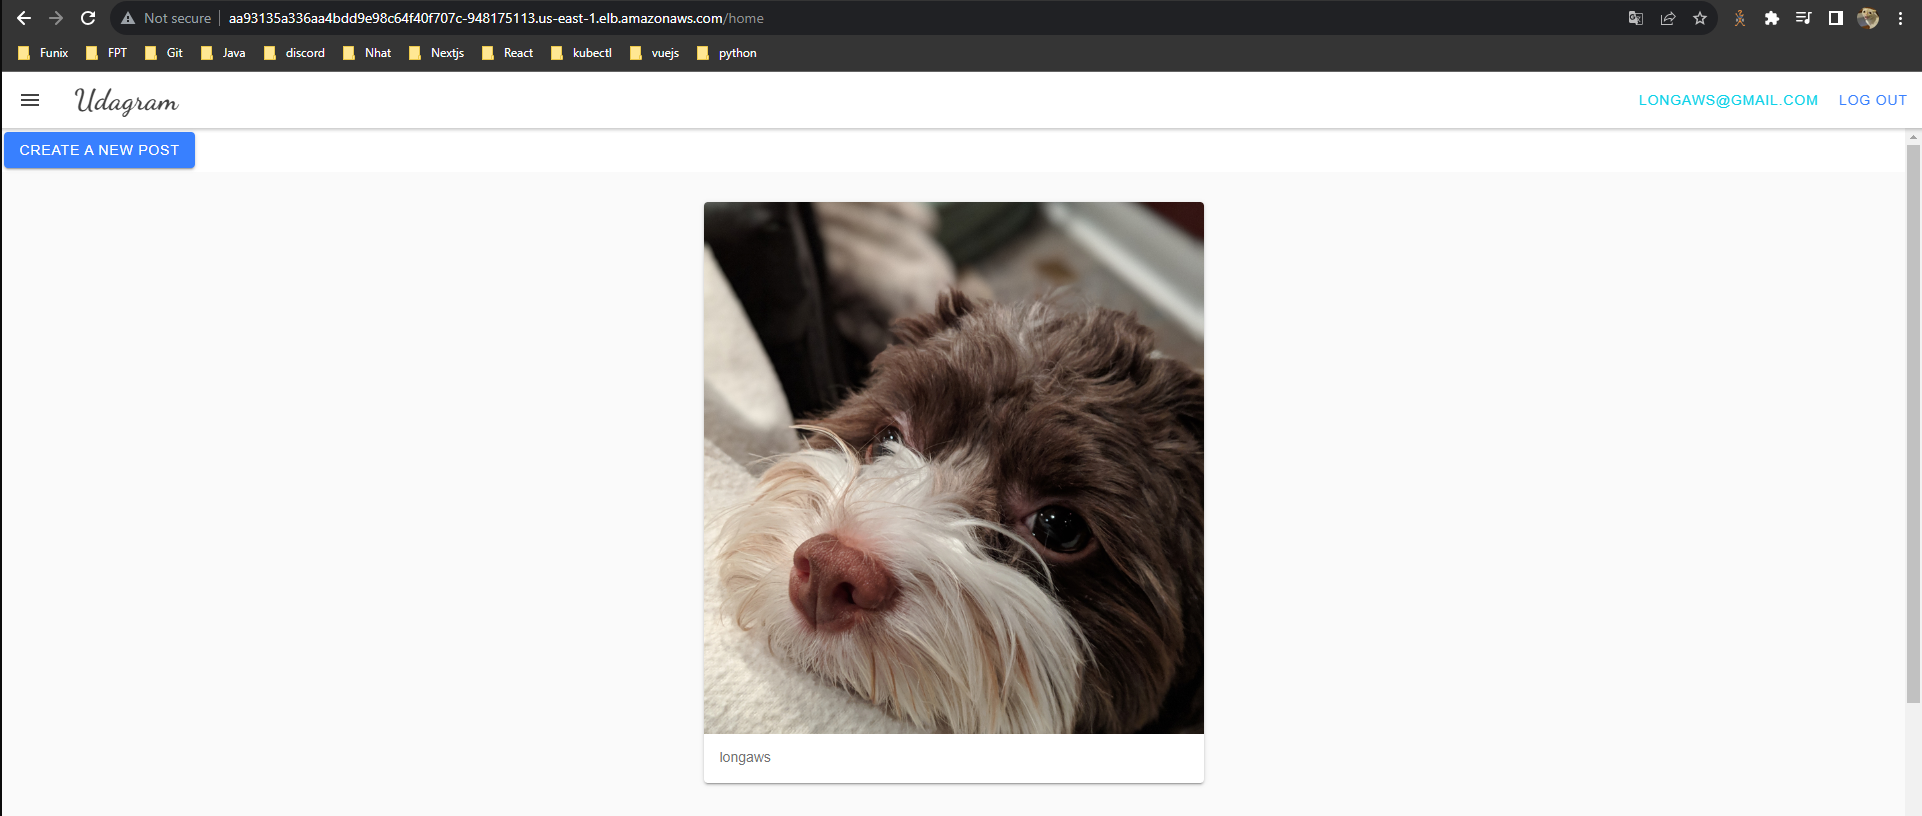 Not secure aa93135a336aa4bdd9e98c64f40f707c-948175113.us-east-1.elb.amazonaws.com/home
Funix FPT Git Java discord Nhat Nextjs React kubectl vuejs python
Udagram LONGAWS@GMAIL.COM LOG OUT
CREATE A NEW POST
longaws